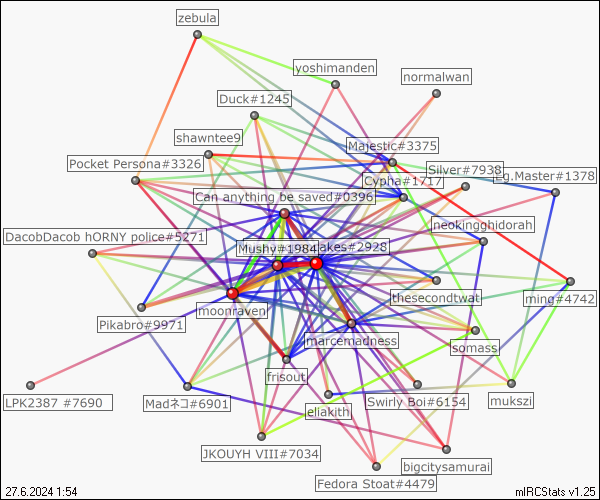 zebula
yoshimanden
normalwan
Duck#1245
shawntee9
Majestic#3375
Pocket Persona#3326
Silver#7938
Eg.Master#1378
Cypha#1717
Can anything be saved#0396
neokingghidorah
DacobDacob hORNY police#5271
Mushy#1984
akes#2928
thesecondtwat
ming#4742
moonraven
Pikabro#9971
marcemadness
somass
frisout
LPK2387 #7690
Madネコ#6901
eliakith
Swirly Boi#6154
mukszi
JKOUYH VIII#7034
bigcitysamurai
Fedora Stoat#4479
27.6.2024 1:54
mIRCStats v1.25